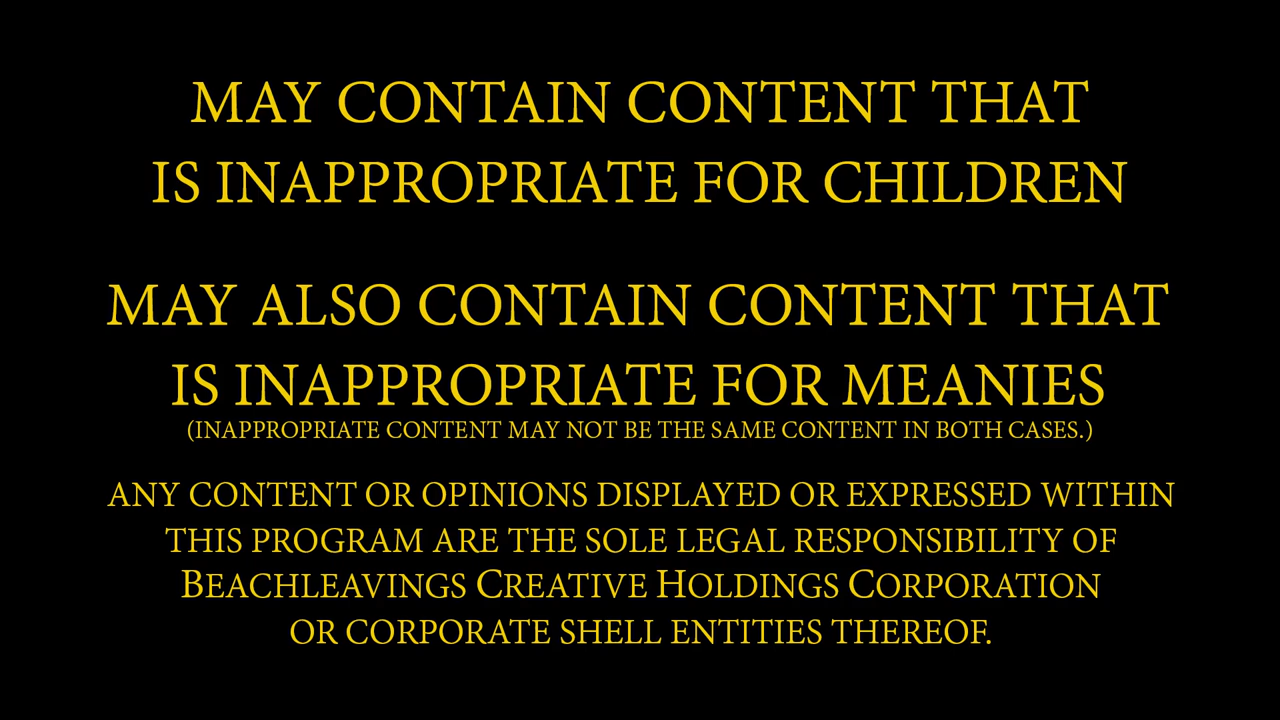 MAY CONTAIN CONTENT THAT
IS INAPPROPRIATE FOR CHILDREN
MAY ALSO CONTAIN CONTENT THAT
IS INAPPROPRIATE FOR MEANIES
(INAPPROPRIATE CONTENT MAY NOT BE THE SAME CONTENT IN BOTH CASES.)
ANY CONTENT OR OPINIONS DISPLAYED OR EXPRESSED WITHIN
THIS PROGRAM ARE THE SOLE LEGAL RESPONSIBILITY OF
BEACHLEAVINGS CREATIVE HOLDINGS CORPORATION
OR CORPORATE SHELL ENTITIES THEREOF.